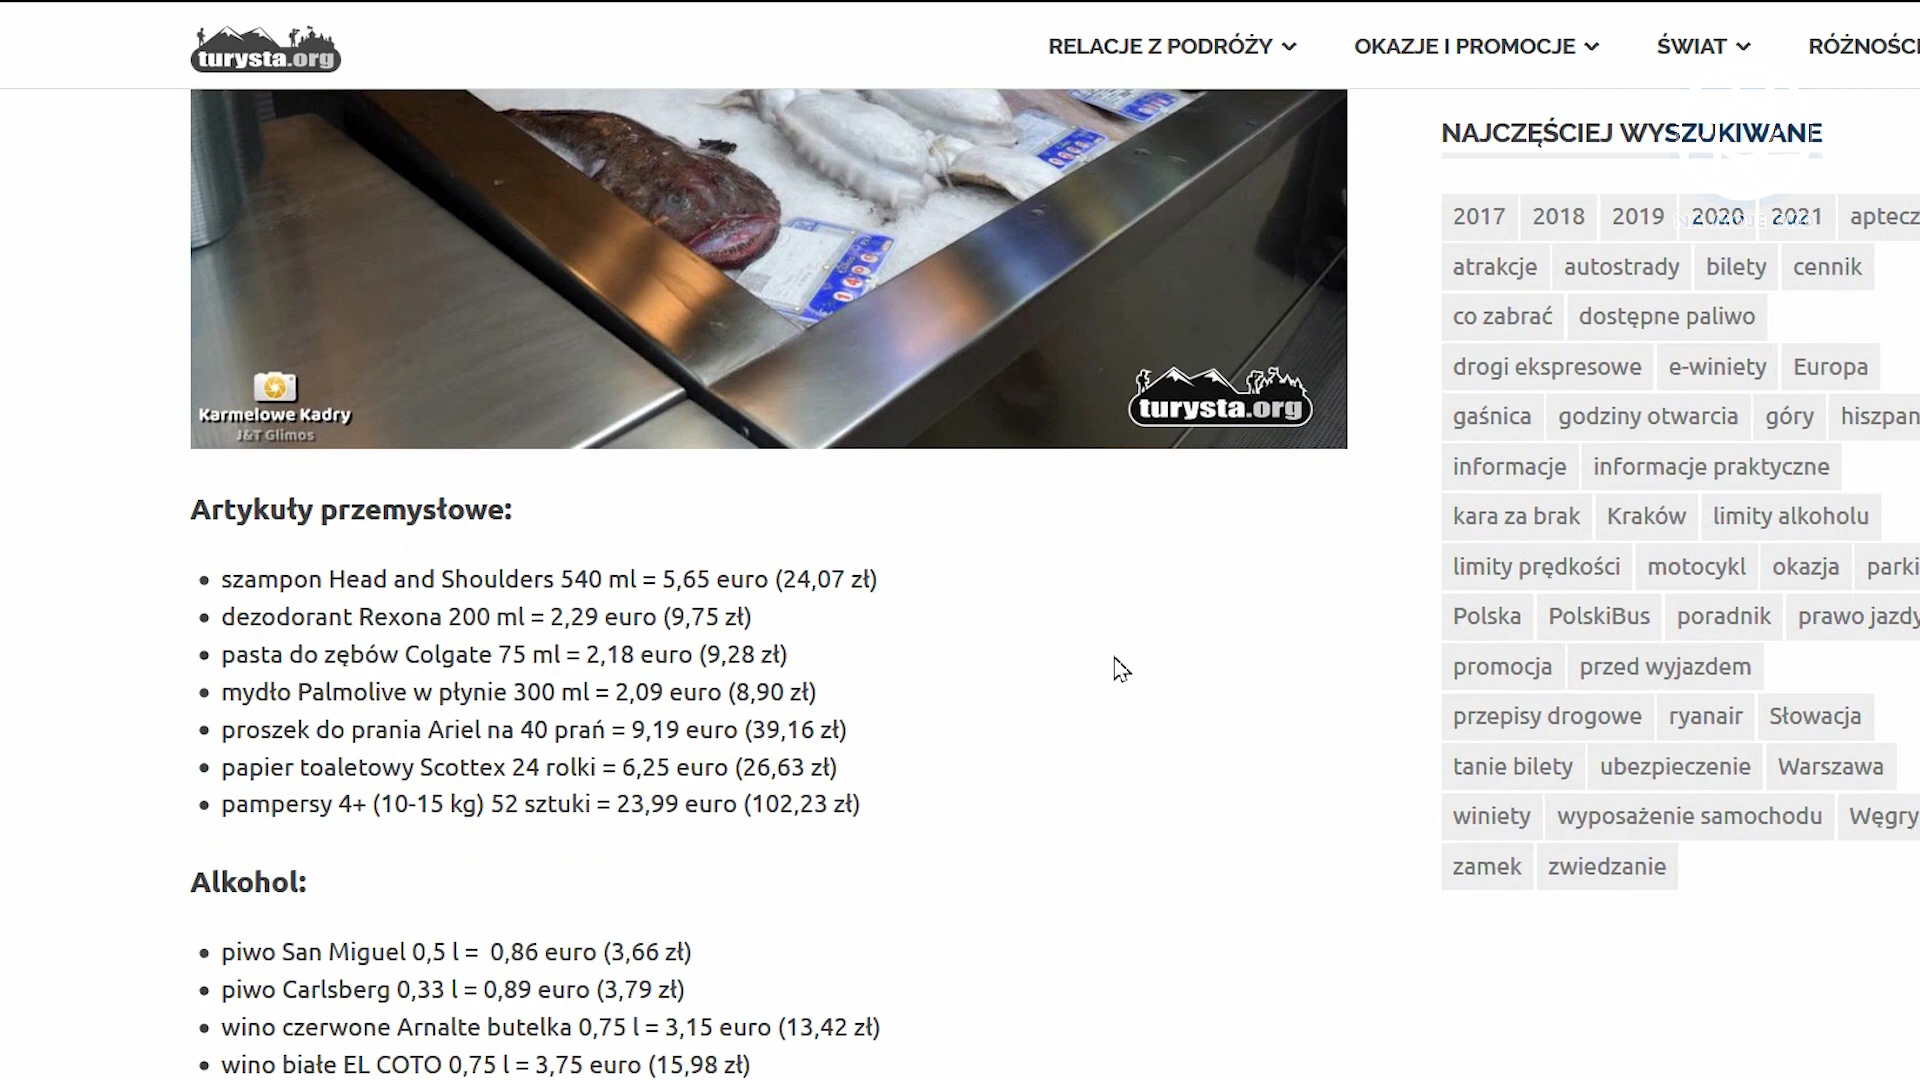 turysta.org
RELACJE Z PODRÓŻY
OKAZJE I PROMOCJE
ŚWIAT
RÓŻNOŚCI
Karmelowe Kadry
J&T Glimos
turysta.org
Artykuły przemysłowe:
szampon Head and Shoulders 540 ml = 5,65 euro (24,07 zł)
dezodorant Rexona 200 ml = 2,29 euro (9,75 zł)
pasta do zębów Colgate 75 ml = 2,18 euro (9,28 zł)
mydło Palmolive w płynie 300 ml = 2,09 euro (8,90 zł)
proszek do prania Ariel na 40 prań = 9,19 euro (39,16 zł)
papier toaletowy Scottex 24 rolki = 6,25 euro (26,63 zł)
pampersy 4+ (10-15 kg) 52 sztuki = 23,99 euro (102,23 zł)
Alkohol:
piwo San Miguel 0,5 l = 0,86 euro (3,66 zł)
piwo Carlsberg 0,33 l = 0,89 euro (3,79 zł)
wino czerwone Arnalte butelka 0,75 l = 3,15 euro (13,42 zł)
wino białe EL COTO 0,75 l = 3,75 euro (15,98 zł)
NAJCZĘŚCIEJ WYSZUKIWANE
2017 2018 2019 2020 2021 aptecz
atrakcje autostrady bilety cennik
co zabrać dostępne paliwo
drogi ekspresowe e-winiety Europa
gaśnica godziny otwarcia góry hiszpan
informacje informacje praktyczne
kara za brak Kraków limity alkoholu
limity prędkości motocykl okazja parki
Polska PolskiBus poradnik prawo jazdy
promocja przed wyjazdem
przepisy drogowe ryanair Słowacja
tanie bilety ubezpieczenie Warszawa
winiety wyposażenie samochodu Węgry
zamek zwiedzanie